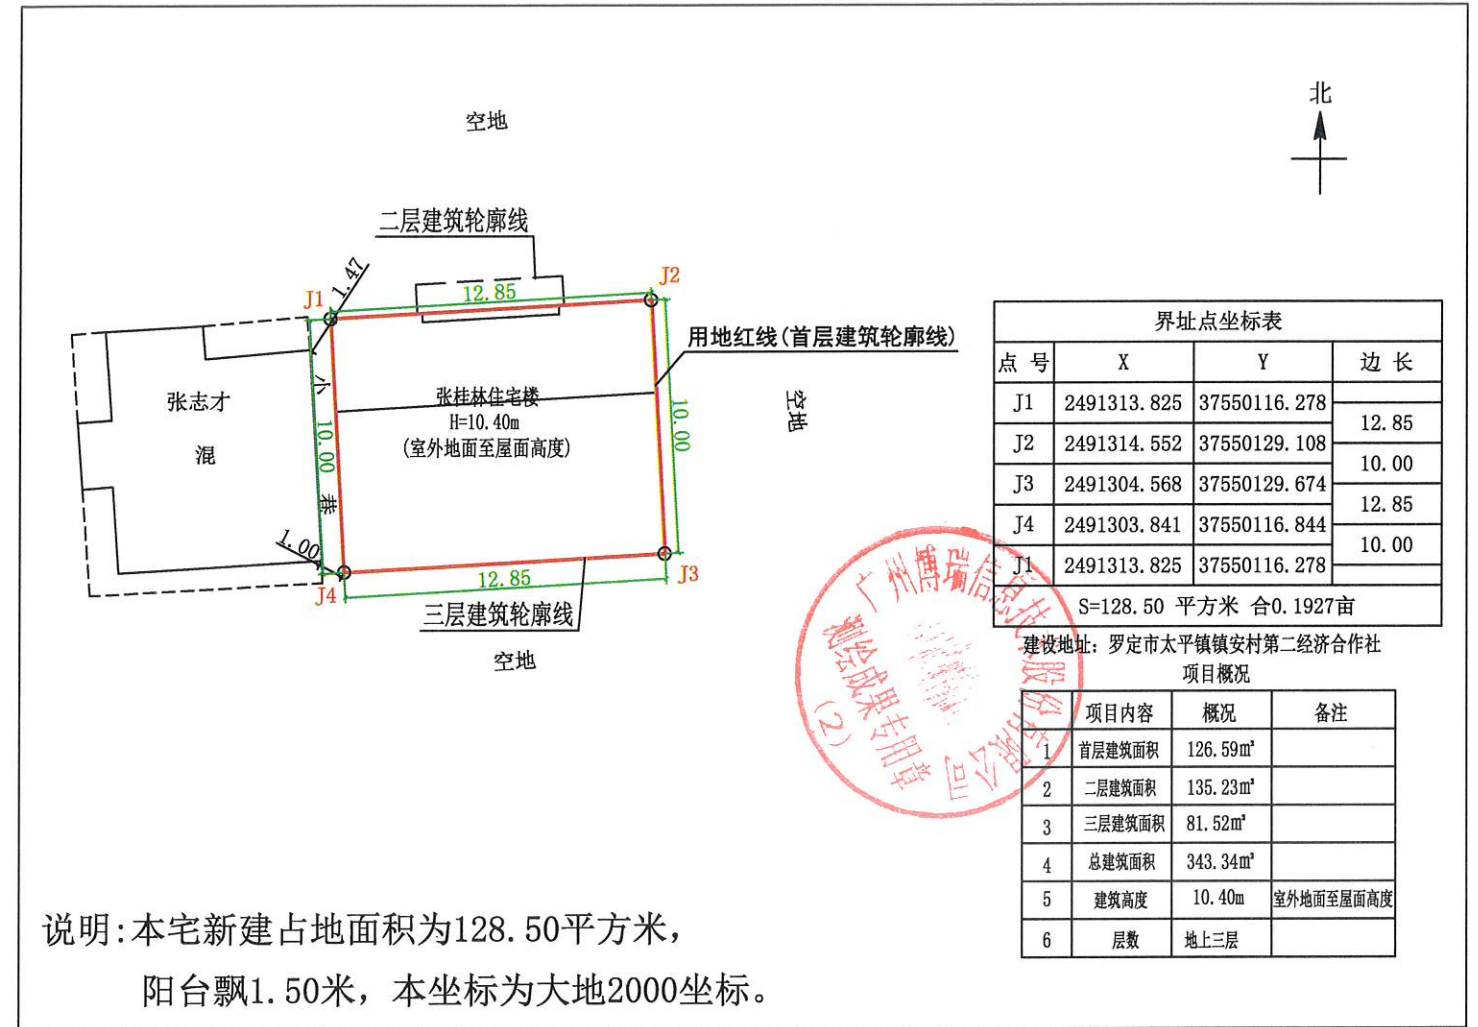 北
空地
二层建筑轮廓线
1.47
J1
12.85
J2
用地红线(首层建筑轮廓线)
小
巷
10.00
张志才
混
张桂林住宅楼
H=10.40m
(室外地面至屋面高度)
10.00
空地
1.00
J4
12.85
J3
三层建筑轮廓线
空地
界址点坐标表
点 号 X Y 边 长
J1 2491313.825 37550116.278
12.85
J2 2491314.552 37550129.108
10.00
J3 2491304.568 37550129.674
12.85
J4 2491303.841 37550116.844
10.00
J1 2491313.825 37550116.278
S=128.50 平方米 合0.1927亩
建设地址：罗定市太平镇镇安村第二经济合作社
项目概况
项目内容 概况 备注
1 首层建筑面积 126.59m²
2 二层建筑面积 135.23m²
3 三层建筑面积 81.52m²
4 总建筑面积 343.34m²
5 建筑高度 10.40m 室外地面至屋面高度
6 层数 地上三层
广州博瑞信息技术股份有限公司
测绘成果专用章
(2)
说明:本宅新建占地面积为128.50平方米，
阳台飘1.50米，本坐标为大地2000坐标。